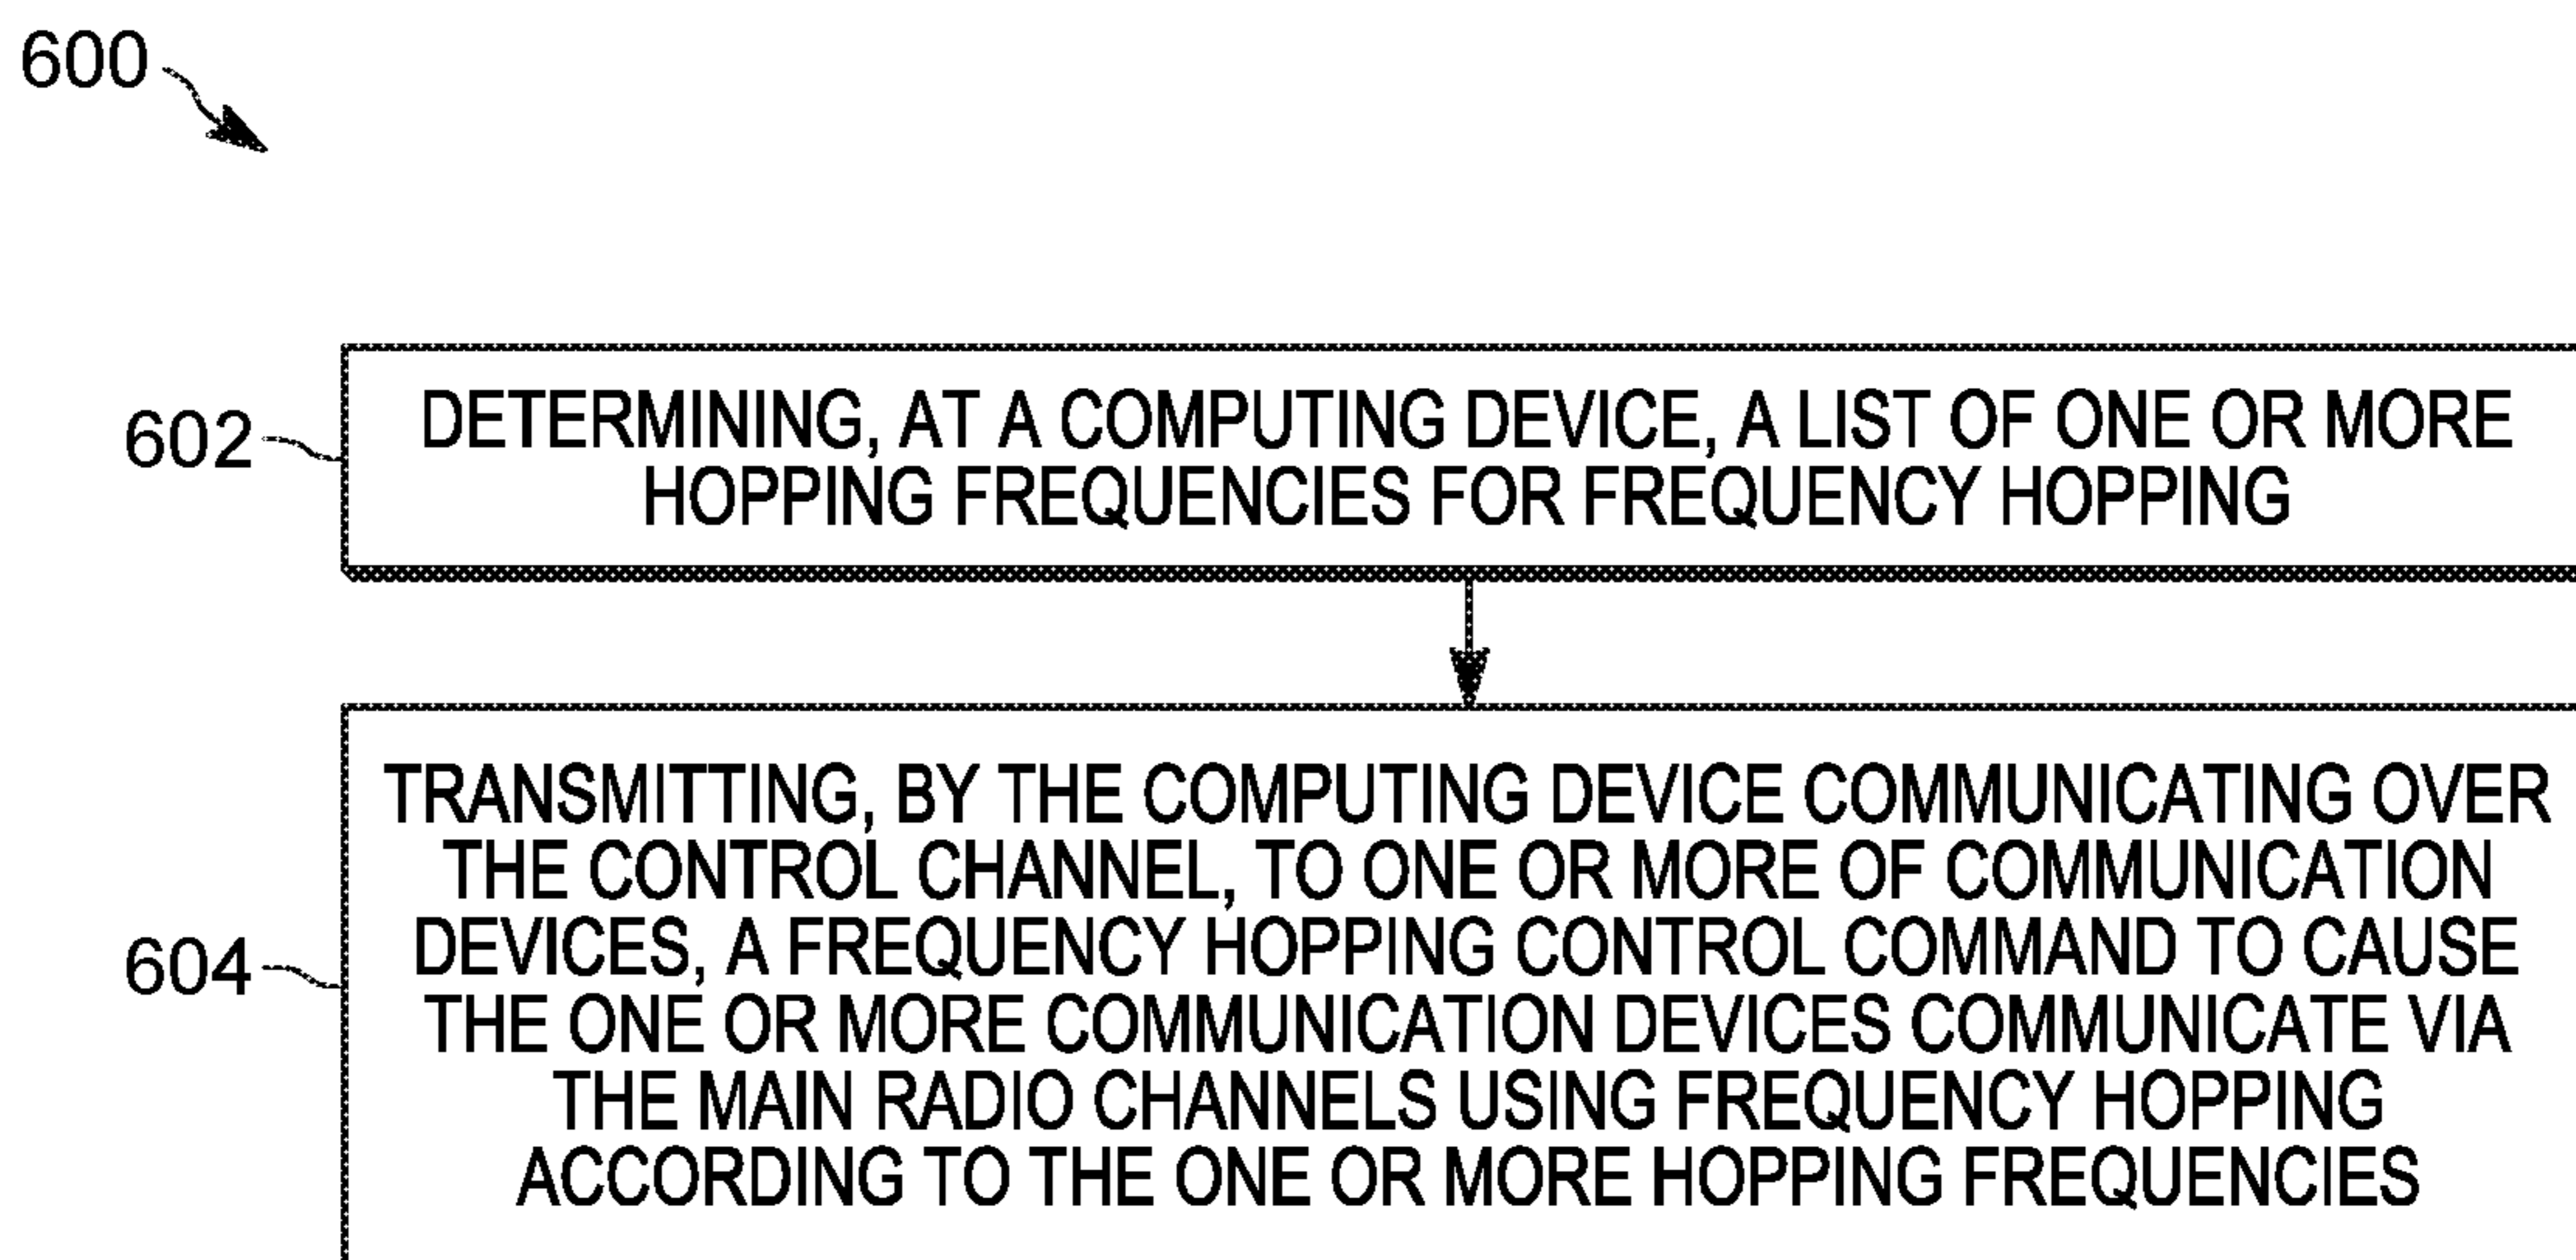 600
602
DETERMINING, AT A COMPUTING DEVICE, A LIST OF ONE OR MORE
HOPPING FREQUENCIES FOR FREQUENCY HOPPING
604
TRANSMITTING, BY THE COMPUTING DEVICE COMMUNICATING OVER
THE CONTROL CHANNEL, TO ONE OR MORE OF COMMUNICATION
DEVICES, A FREQUENCY HOPPING CONTROL COMMAND TO CAUSE
THE ONE OR MORE COMMUNICATION DEVICES COMMUNICATE VIA
THE MAIN RADIO CHANNELS USING FREQUENCY HOPPING
ACCORDING TO THE ONE OR MORE HOPPING FREQUENCIES